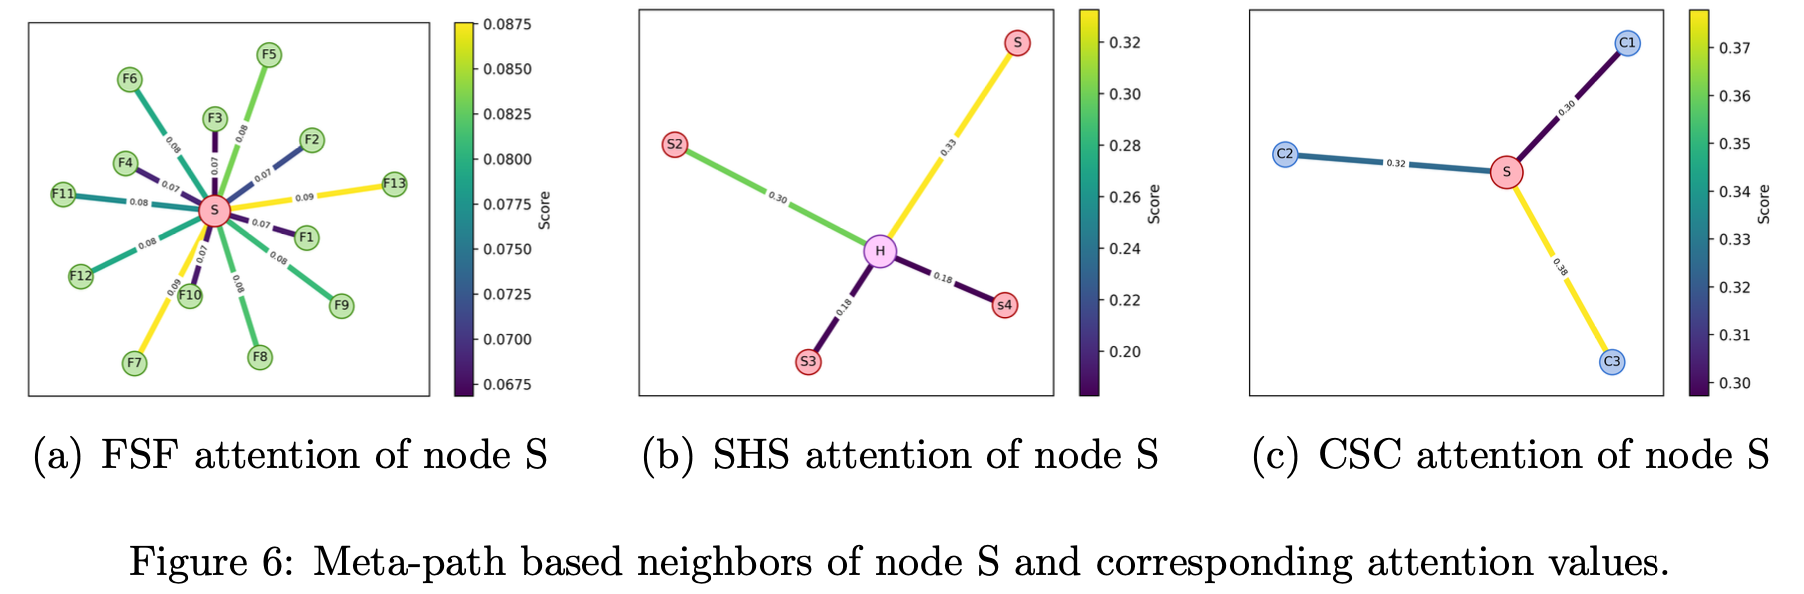 F5
F6
F3
F2
F4
F11
F13
S
F1
F12
F10
F9
F7
F8
0.08
0.08
0.07
0.07
0.07
0.08
0.09
0.07
0.08
0.07
0.08
0.09
0.08
0.0875
0.0850
0.0825
0.0800
0.0775
0.0750
0.0725
0.0700
0.0675
Score
S
S2
H
s4
S3
0.33
0.30
0.18
0.18
0.32
0.30
0.28
0.26
0.24
0.22
0.20
Score
C1
C2
S
C3
0.30
0.32
0.38
0.37
0.36
0.35
0.34
0.33
0.32
0.31
0.30
Score
(a) FSF attention of node S
(b) SHS attention of node S
(c) CSC attention of node S
Figure 6: Meta-path based neighbors of node S and corresponding attention values.